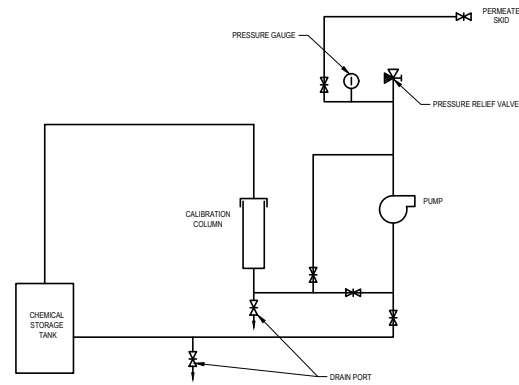 PERMEATE
SKID
PRESSURE GAUGE
PRESSURE RELIEF VALVE
CALIBRATION
COLUMN
PUMP
CHEMICAL
STORAGE
TANK
DRAIN PORT